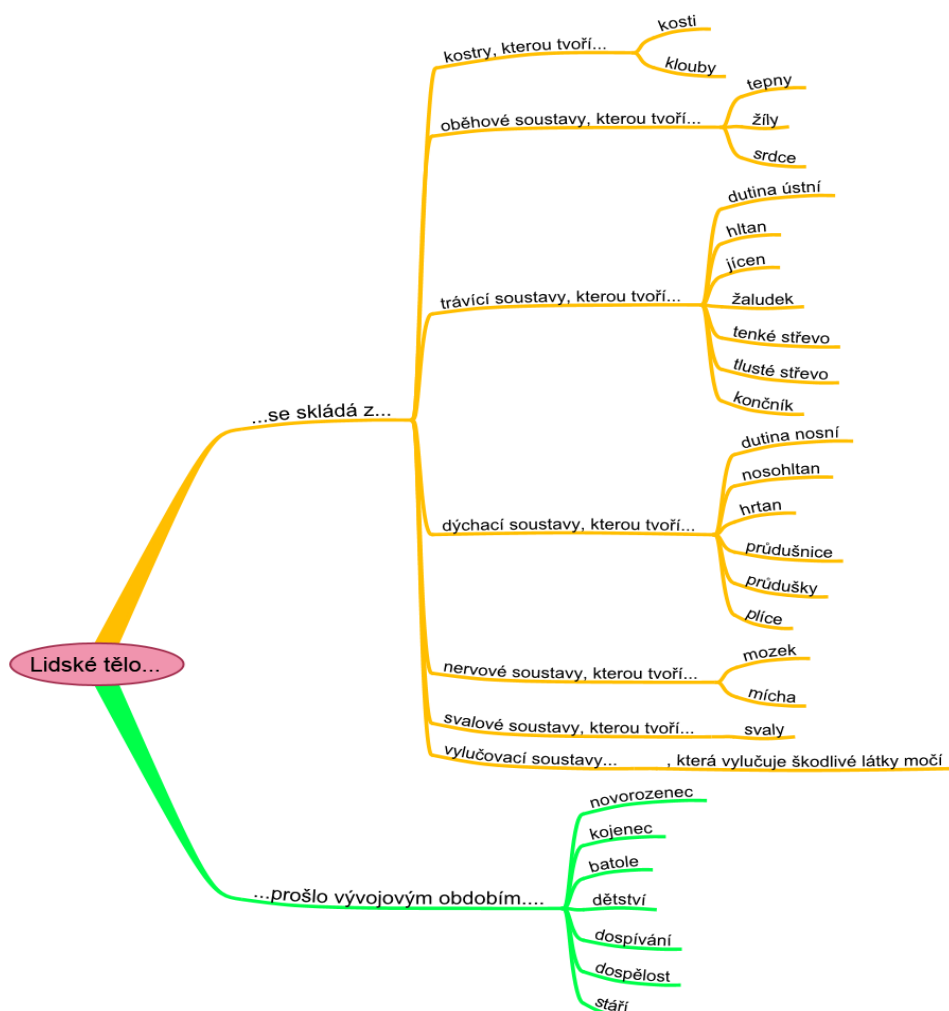 Lidské tělo...
...se skládá z...
kostry, kterou tvoří...
kosti
klouby
oběhové soustavy, kterou tvoří...
tepny
žíly
srdce
trávící soustavy, kterou tvoří...
dutina ústní
hltan
jícen
žaludek
tenké střevo
tlusté střevo
končník
dýchací soustavy, kterou tvoří...
dutina nosní
nosohltan
hrtan
průdušnice
průdušky
plíce
nervové soustavy, kterou tvoří...
mozek
mícha
svalové soustavy, kterou tvoří...
svaly
vylučovací soustavy...
, která vylučuje škodlivé látky močí
...prošlo vývojovým obdobím....
novorozenec
kojenec
batole
dětství
dospívání
dospělost
stáří